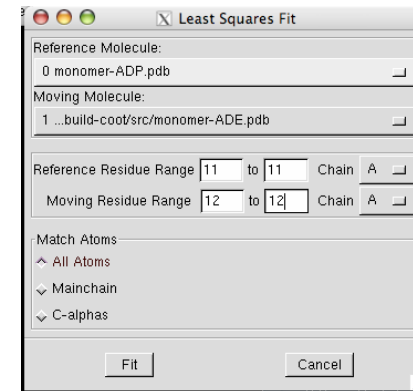 X Least Squares Fit
Reference Molecule:
0 monomer-ADP.pdb
Moving Molecule:
1 ...build-coot/src/monomer-ADE.pdb
Reference Residue Range 11 to 11 Chain A
Moving Residue Range 12 to 12 Chain A
Match Atoms
All Atoms
Mainchain
C-alphas
Fit Cancel